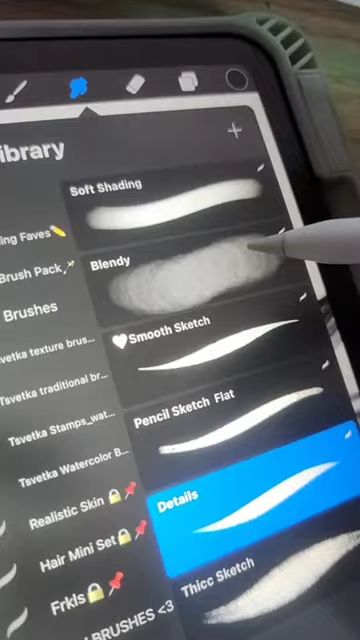 ibrary
Soft Shading
ing Faves✏️
Blendy
Brush Pack
Brushes
🤍Smooth Sketch
svetka texture brus...
Tsvetka traditional br...
Pencil Sketch Flat
Tsvetka Stamps_wat...
Tsvetka Watercolor B...
Details
Realistic Skin 🔒📌
Hair Mini Set🔒📌
Frkls🔒📌
Thicc Sketch
BRUSHES <3